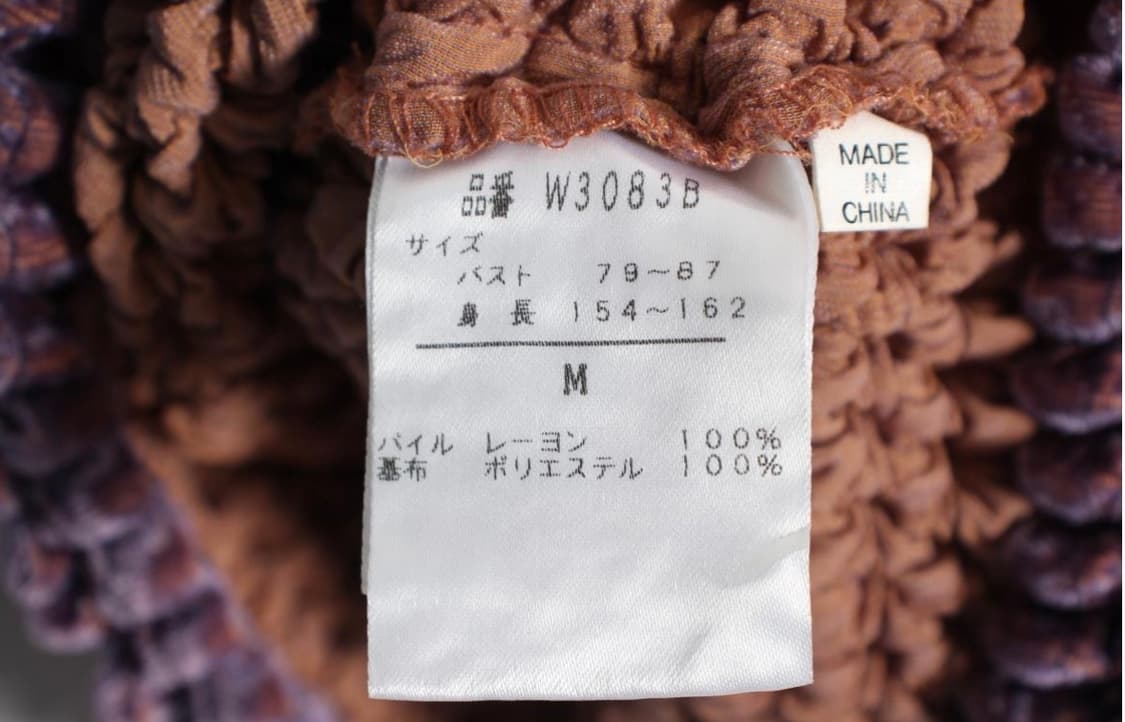 品番 W3083B
サイズ
バスト 79〜87
身長 154〜162
M
パイル レーヨン 100%
基布 ポリエステル 100%
MADE
IN
CHINA